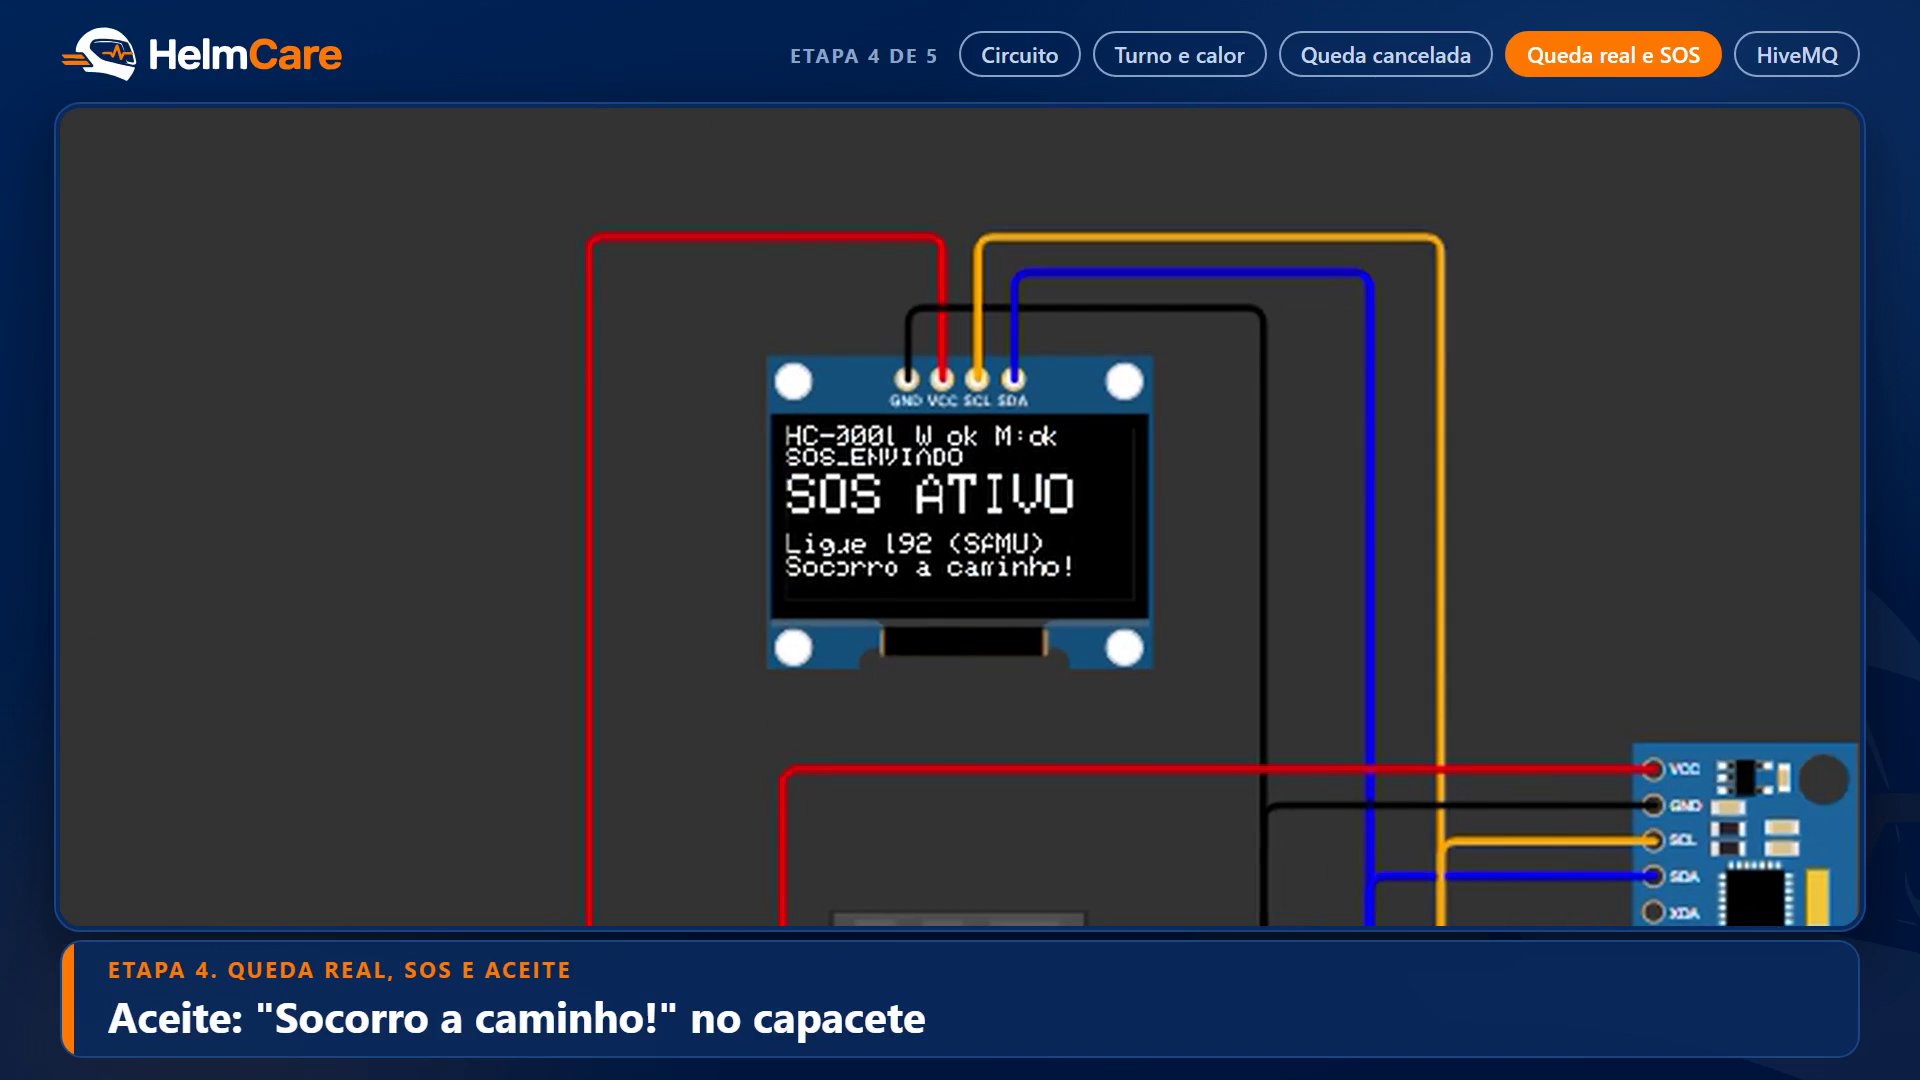 HelmCare
ETAPA 4 DE 5
Circuito
Turno e calor
Queda cancelada
Queda real e SOS
HiveMQ
GND VCC SCL SDA
HC-0001 W ok M:ok
SOS_ENVIADO
SOS ATIVO
Ligue 192 (SAMU)
Socorro a caminho!
VCC
GND
SCL
SDA
XDA
ETAPA 4. QUEDA REAL, SOS E ACEITE
Aceite: "Socorro a caminho!" no capacete